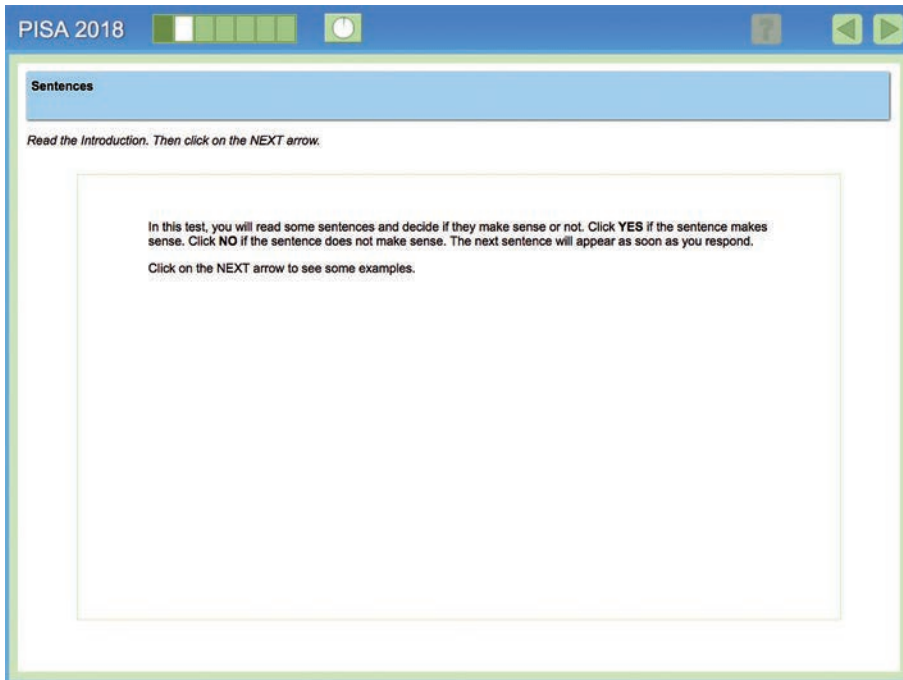 PISA 2018
?
Sentences
Read the Introduction. Then click on the NEXT arrow.
In this test, you will read some sentences and decide if they make sense or not. Click YES if the sentence makes
sense. Click NO if the sentence does not make sense. The next sentence will appear as soon as you respond.
Click on the NEXT arrow to see some examples.